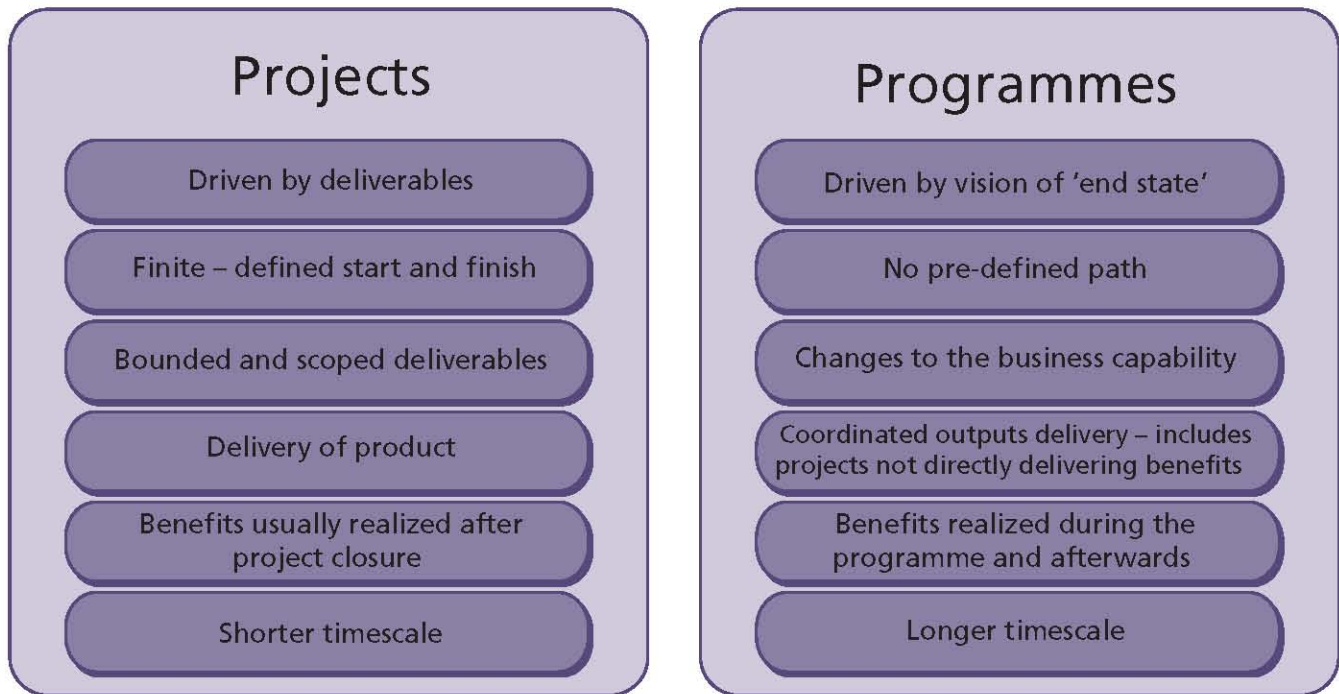 Projects
Driven by deliverables
Finite – defined start and finish
Bounded and scoped deliverables
Delivery of product
Benefits usually realized after
project closure
Shorter timescale
Programmes
Driven by vision of ‘end state’
No pre-defined path
Changes to the business capability
Coordinated outputs delivery – includes
projects not directly delivering benefits
Benefits realized during the
programme and afterwards
Longer timescale